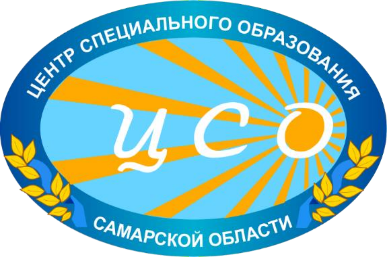 ЦЕНТР СПЕЦИАЛЬНОГО ОБРАЗОВАНИЯ
ЦСО
САМАРСКОЙ ОБЛАСТИ